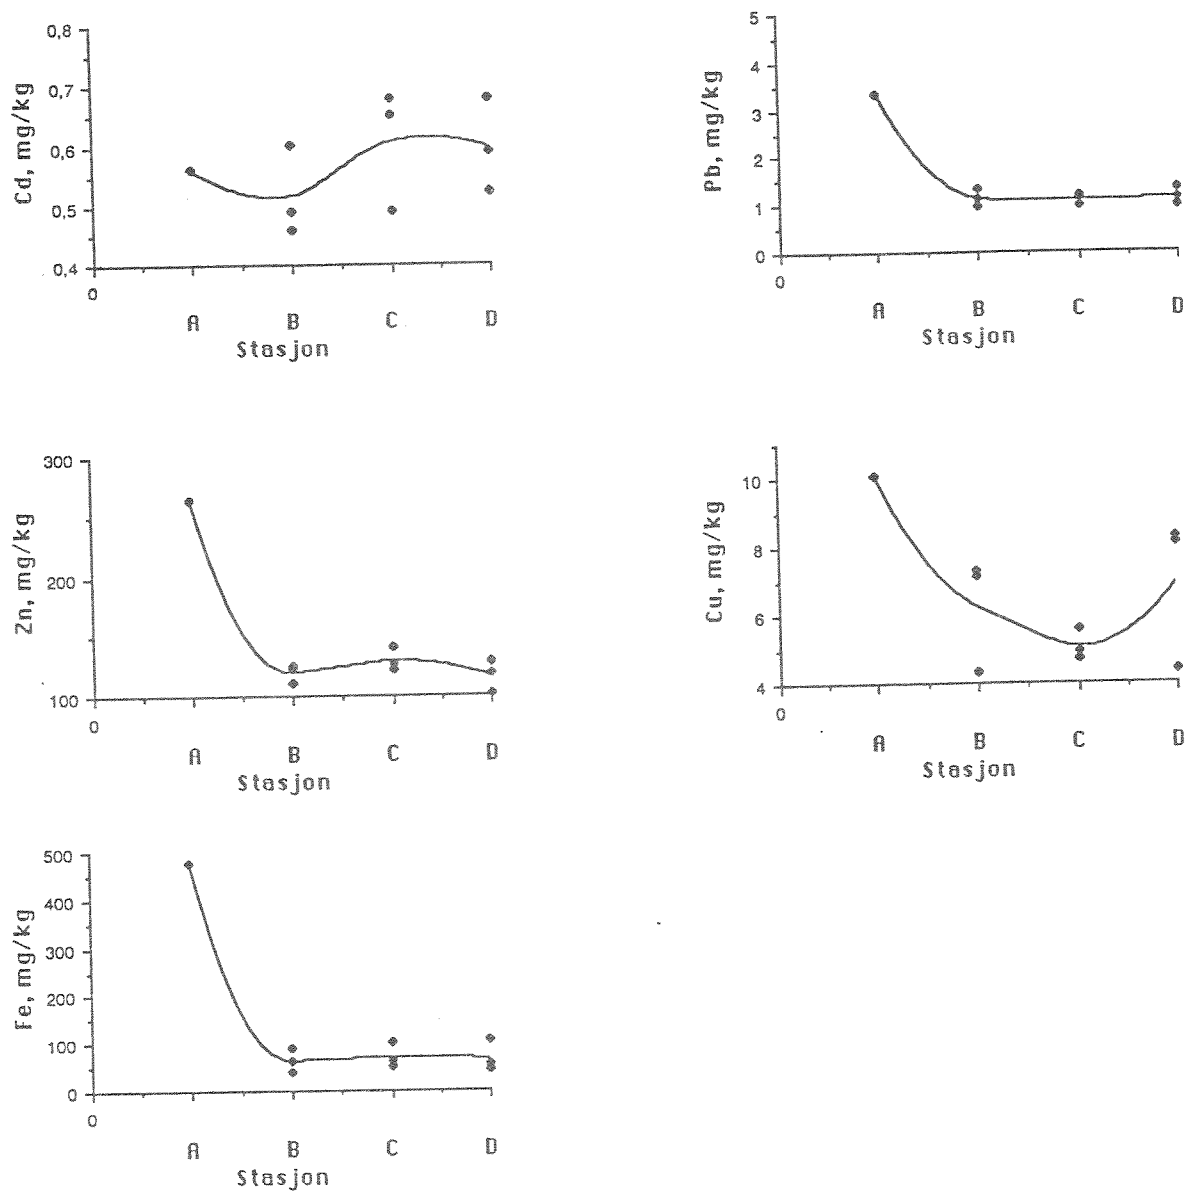 Cd, mg/kg
0,8
0,7
0,6
0,5
0,4
0
A B C D
Stasjon
Pb, mg/kg
5
4
3
2
1
0
0
A B C D
Stasjon
Zn, mg/kg
300
200
100
0
A B C D
Stasjon
Cu, mg/kg
10
8
6
4
0
A B C D
Stasjon
Fe, mg/kg
500
400
300
200
100
0
0
A B C D
Stasjon